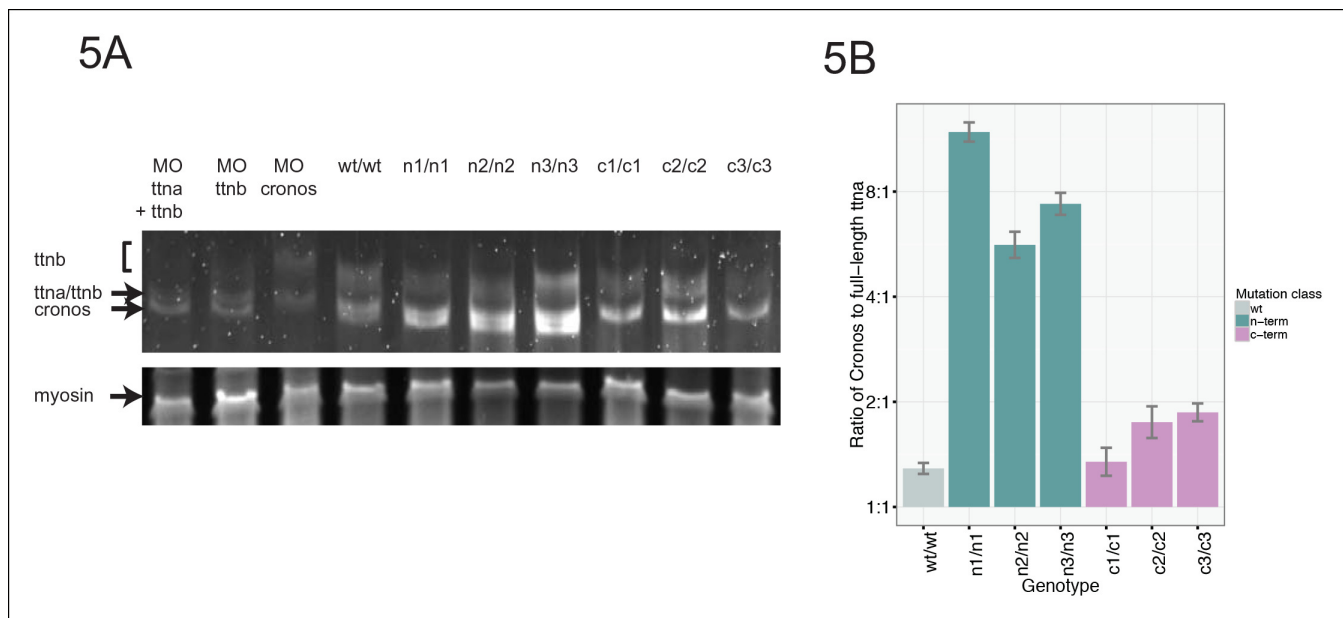 5A
MO
ttna
+ ttnb
MO
ttnb
MO
cronos
wt/wt
n1/n1
n2/n2
n3/n3
c1/c1
c2/c2
c3/c3
ttnb
ttna/ttnb
cronos
myosin
5B
Ratio of Cronos to full−length ttna
8:1
4:1
2:1
1:1
wt/wt
n1/n1
n2/n2
n3/n3
c1/c1
c2/c2
c3/c3
Genotype
Mutation class
wt
n−term
c−term